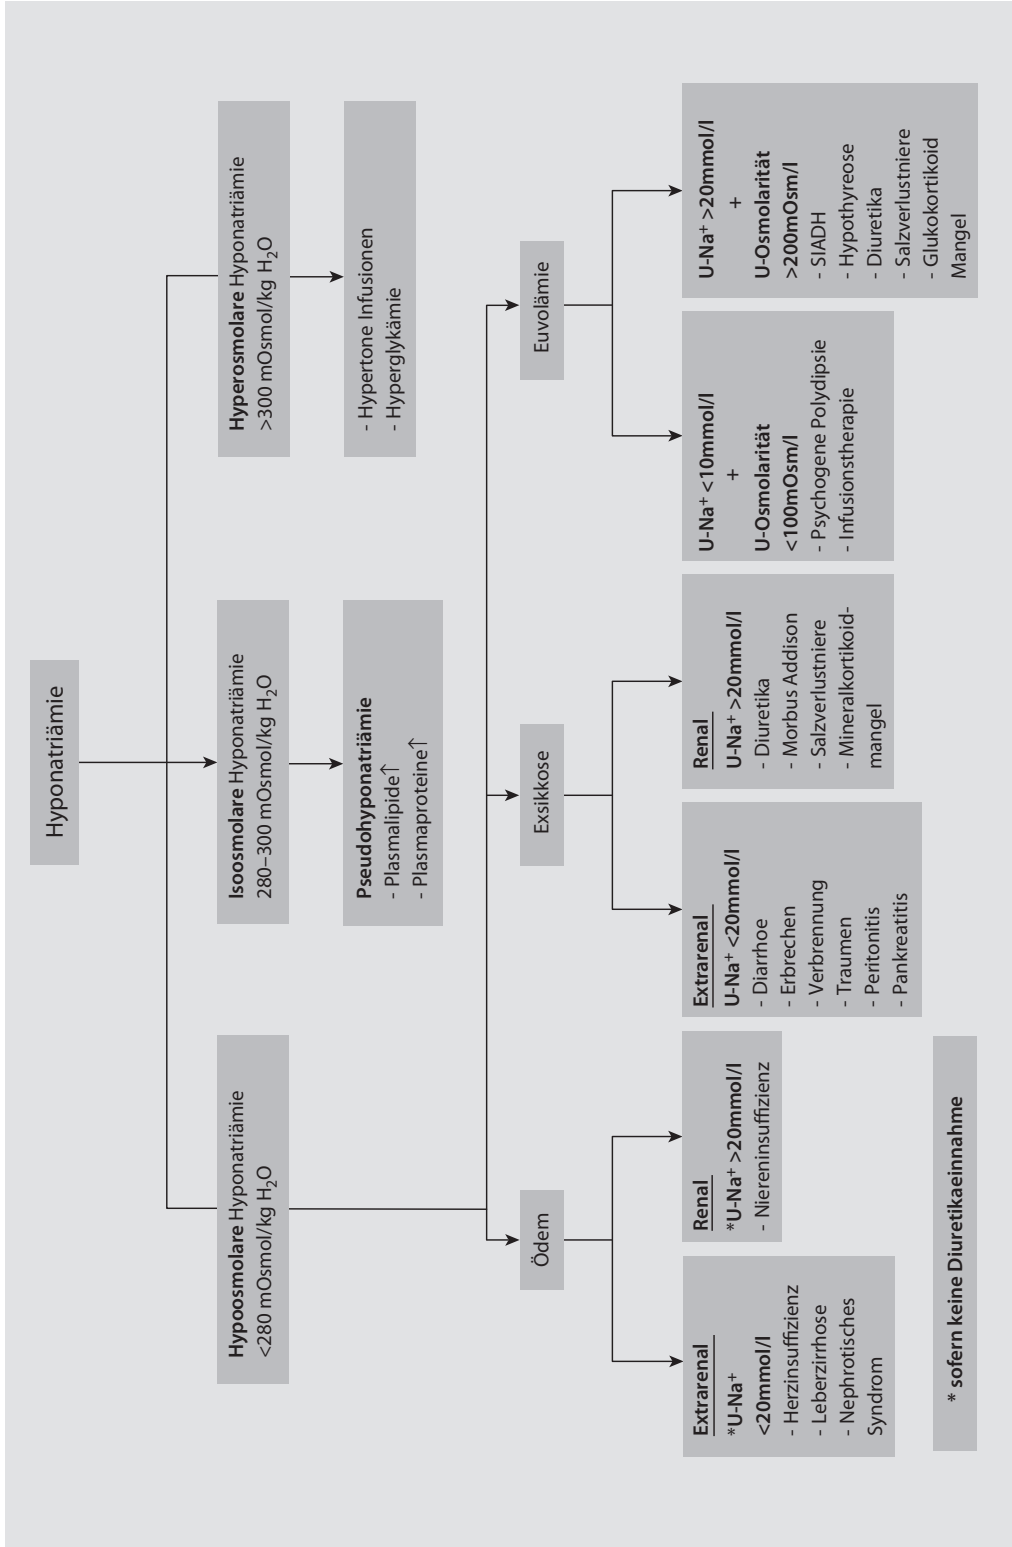 Hyponatriämie
Hypoosmolare Hyponatriämie
<280 mOsmol/kg H₂O
Isoosmolare Hyponatriämie
280–300 mOsmol/kg H₂O
Hyperosmolare Hyponatriämie
>300 mOsmol/kg H₂O
Pseudohyponatriämie
- Plasmalipide↑
- Plasmaproteine↑
- Hypertone Infusionen
- Hyperglykämie
Ödem
Exsikkose
Euvolämie
Extrarenal
*U-Na⁺
<20mmol/l
- Herzinsuffizienz
- Leberzirrhose
- Nephrotisches
Syndrom
Renal
*U-Na⁺ >20mmol/l
- Niereninsuffizienz
Extrarenal
U-Na⁺ <20mmol/l
- Diarrhoe
- Erbrechen
- Verbrennung
- Traumen
- Peritonitis
- Pankreatitis
Renal
U-Na⁺ >20mmol/l
- Diuretika
- Morbus Addison
- Salzverlustniere
- Mineralkortikoid-
mangel
U-Na⁺ <10mmol/l
+
U-Osmolarität
<100mOsm/l
- Psychogene Polydipsie
- Infusionstherapie
U-Na⁺ >20mmol/l
+
U-Osmolarität
>200mOsm/l
- SIADH
- Hypothyreose
- Diuretika
- Salzverlustniere
- Glukokortikoid
Mangel
* sofern keine Diuretikaeinnahme